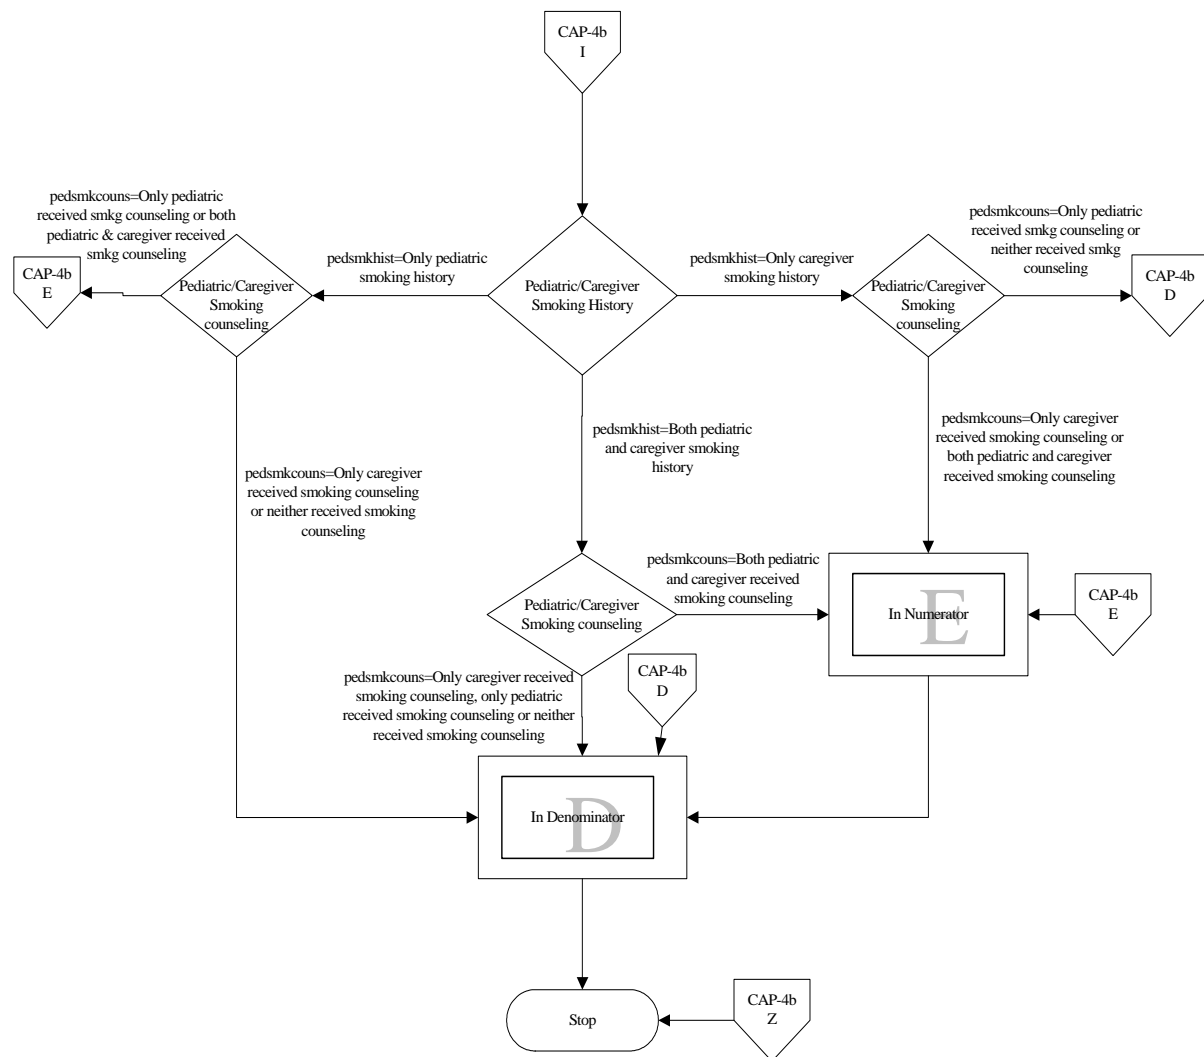 CAP-4b
I
pedsmkcouns=Only pediatric
received smkg counseling or both
pediatric & caregiver received
smkg counseling
pedsmkcouns=Only pediatric
received smkg counseling or
neither received smkg
counseling
CAP-4b
E
Pediatric/Caregiver
Smoking
counseling
pedsmkhist=Only pediatric
smoking history
Pediatric/Caregiver
Smoking History
pedsmkhist=Only caregiver
smoking history
Pediatric/Caregiver
Smoking
counseling
CAP-4b
D
pedsmkhist=Both pediatric
and caregiver smoking
history
pedsmkcouns=Only caregiver
received smoking counseling or
both pediatric and caregiver
received smoking counseling
pedsmkcouns=Only caregiver
received smoking counseling
or neither received smoking
counseling
Pediatric/Caregiver
Smoking counseling
pedsmkcouns=Both pediatric
and caregiver received
smoking counseling
E
In Numerator
CAP-4b
E
pedsmkcouns=Only caregiver received
smoking counseling, only pediatric
received smoking counseling or neither
received smoking counseling
CAP-4b
D
D
In Denominator
Stop
CAP-4b
Z